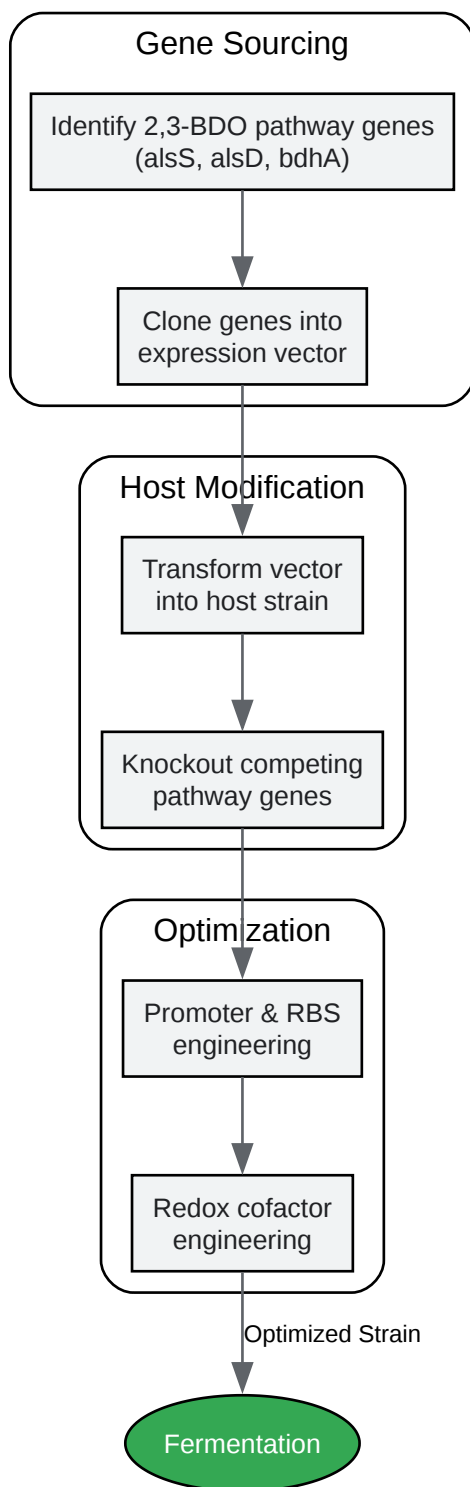 Gene Sourcing
Identify 2,3-BDO pathway genes
(alsS, alsD, bdhA)
Clone genes into
expression vector
Host Modification
Transform vector
into host strain
Knockout competing
pathway genes
Optimization
Promoter & RBS
engineering
Redox cofactor
engineering
Optimized Strain
Fermentation